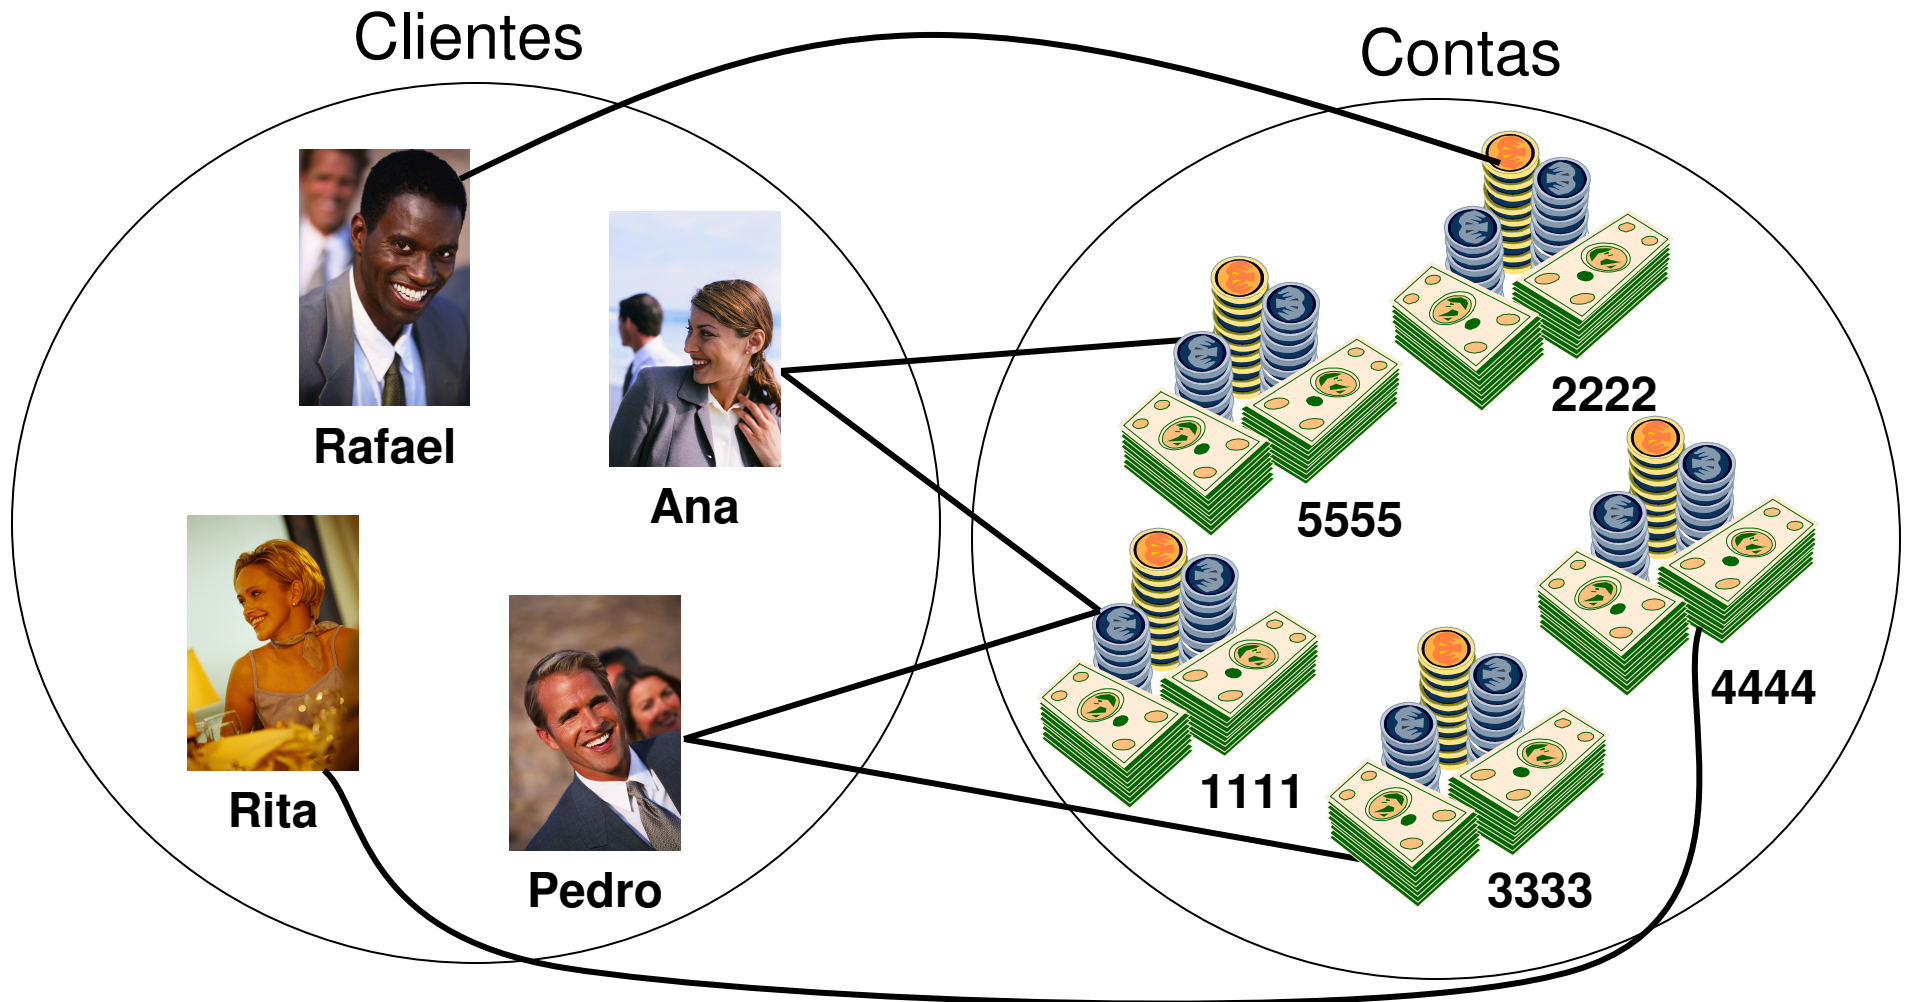 Clientes
Contas
Rafael
Ana
Rita
Pedro
2222
5555
4444
1111
3333